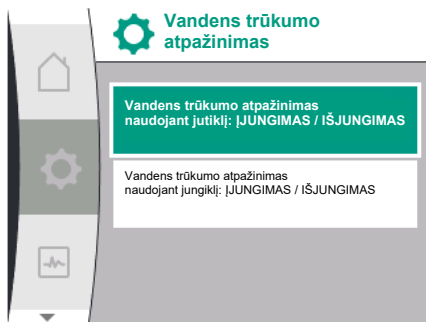 Vandens trūkumo
atpažinimas
Vandens trūkumo atpažinimas
naudojant jutiklį: ĮJUNGIMAS / IŠJUNGIMAS
Vandens trūkumo atpažinimas
naudojant jungiklį: ĮJUNGIMAS / IŠJUNGIMAS